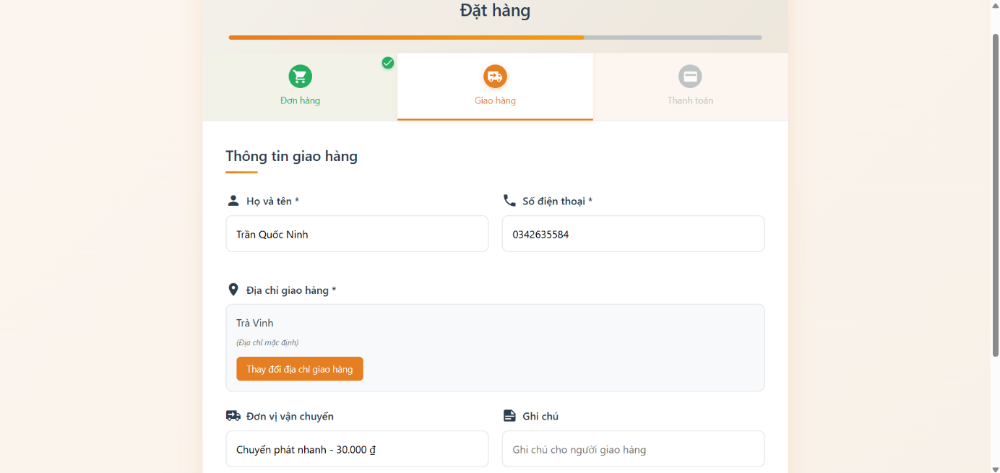 Đặt hàng
Đơn hàng
Giao hàng
Thanh toán
Thông tin giao hàng
Họ và tên *
Số điện thoại *
Trần Quốc Ninh
0342635584
Địa chỉ giao hàng *
Trà Vinh
(Địa chỉ mặc định)
Thay đổi địa chỉ giao hàng
Đơn vị vận chuyển
Ghi chú
Chuyển phát nhanh - 30.000 ₫
Ghi chú cho người giao hàng